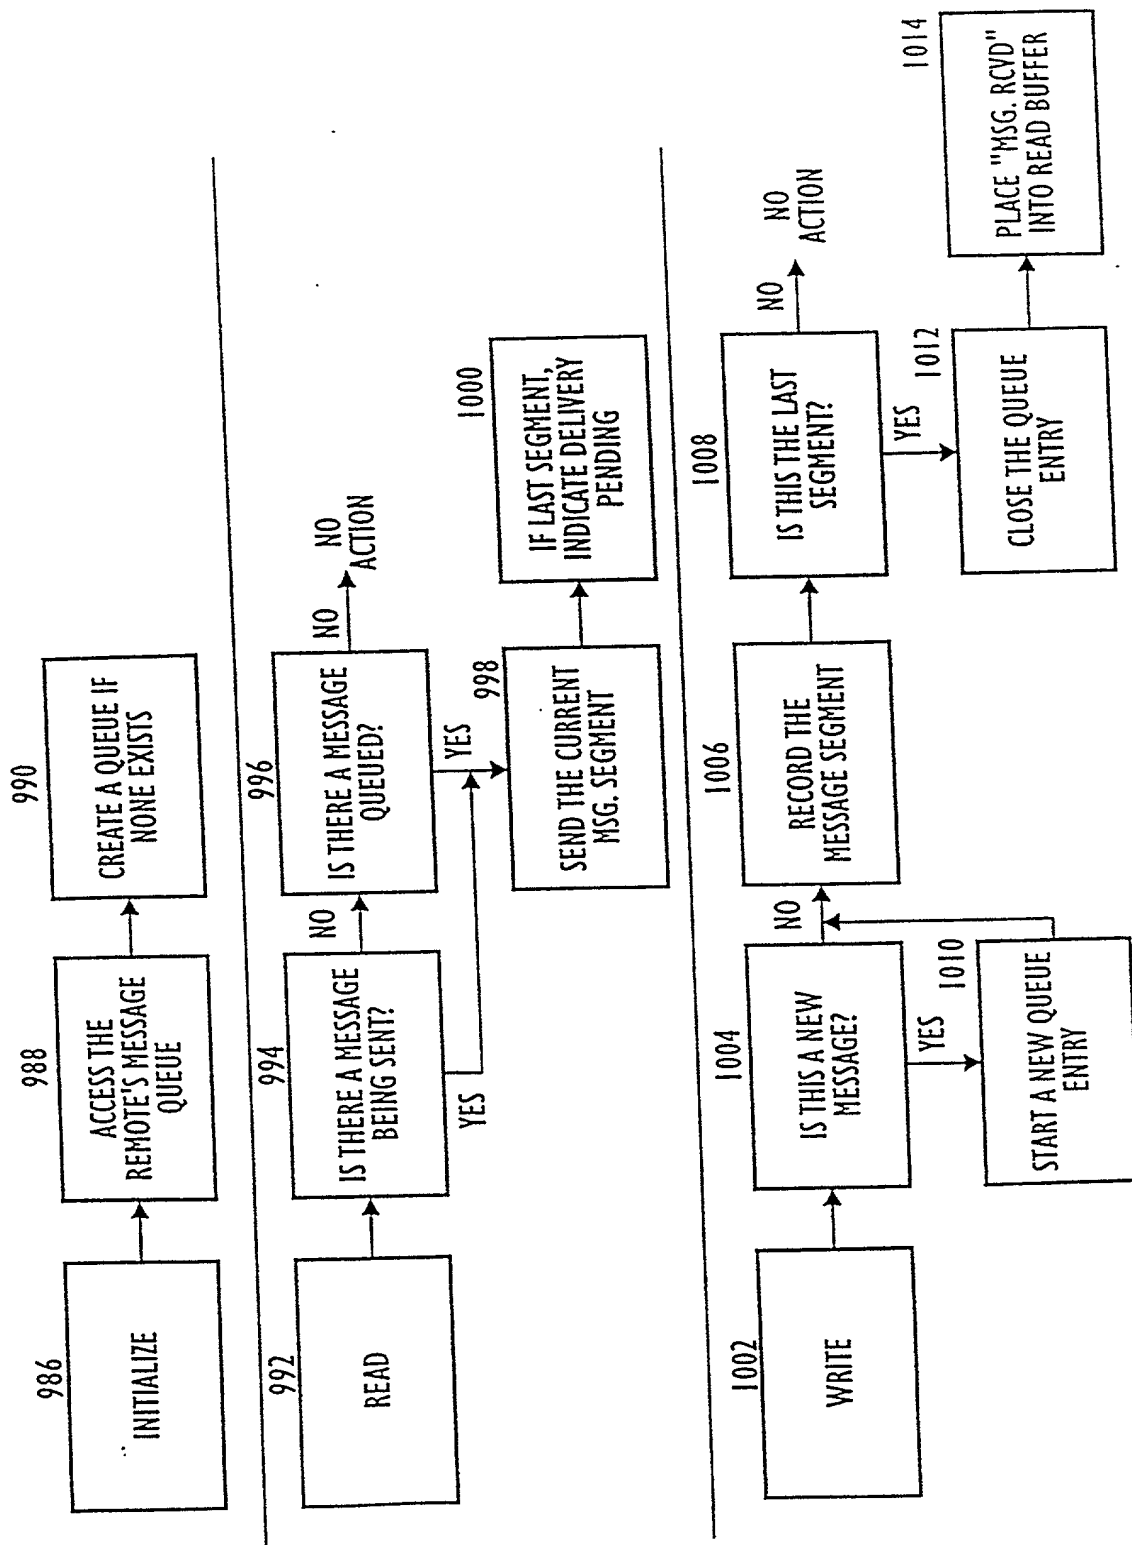 986
INITIALIZE
988
ACCESS THE
REMOTE'S MESSAGE
QUEUE
990
CREATE A QUEUE IF
NONE EXISTS
992
READ
994
IS THERE A MESSAGE
BEING SENT?
NO
YES
996
IS THERE A MESSAGE
QUEUED?
NO
NO
ACTION
YES
998
SEND THE CURRENT
MSG. SEGMENT
1000
IF LAST SEGMENT,
INDICATE DELIVERY
PENDING
1002
WRITE
1004
IS THIS A NEW
MESSAGE?
NO
YES
1010
START A NEW QUEUE
ENTRY
1006
RECORD THE
MESSAGE SEGMENT
1008
IS THIS THE LAST
SEGMENT?
NO
NO
ACTION
YES
1012
CLOSE THE QUEUE
ENTRY
1014
PLACE "MSG. RCVD"
INTO READ BUFFER